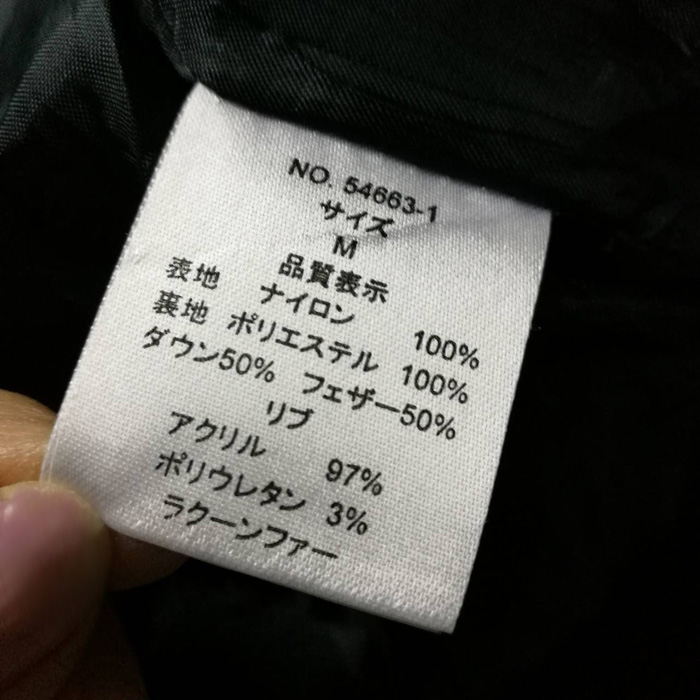 NO. 54663-1
サイズ
M
品質表示
表地 ナイロン 100%
裏地 ポリエステル 100%
ダウン50% フェザー50%
リブ
アクリル 97%
ポリウレタン 3%
ラクーンファー